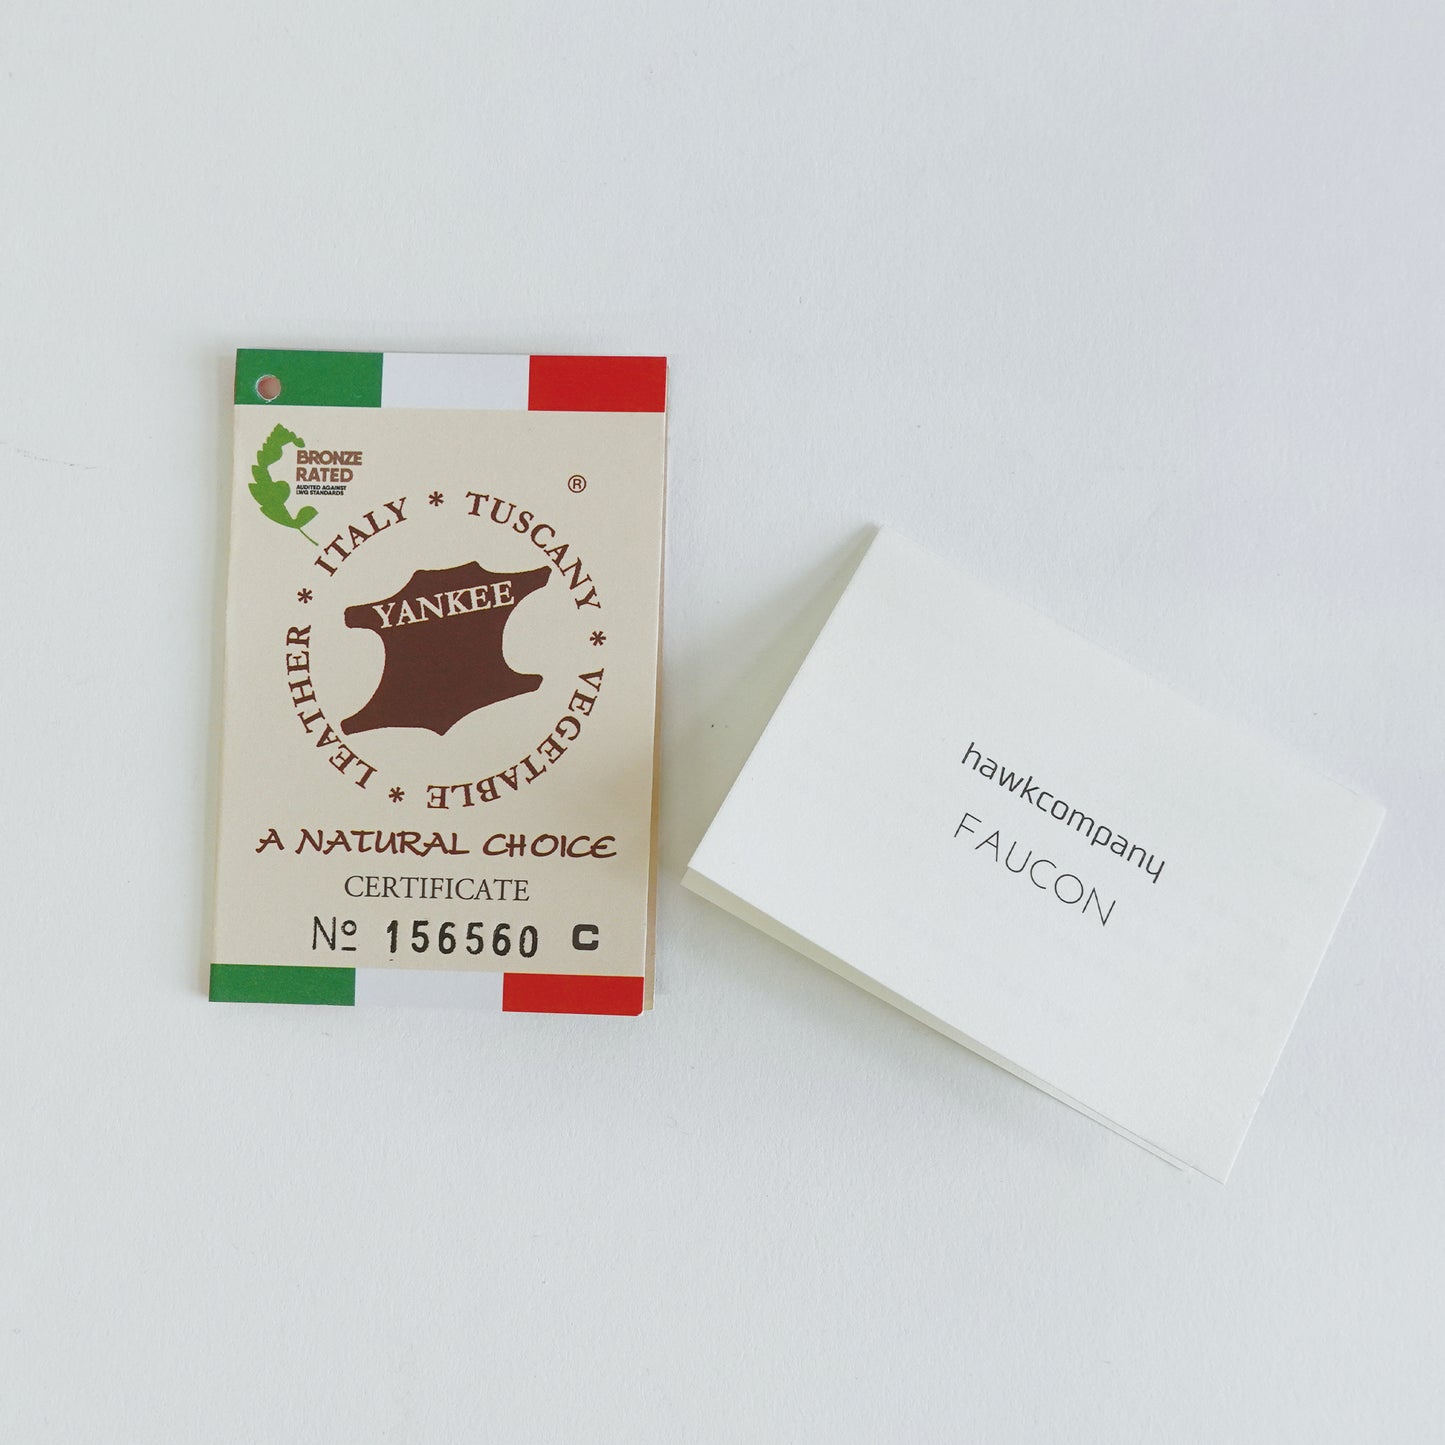 BRONZE
RATED
AUDITED AGAINST
LWG STANDARDS
®
ITALY * TUSCANY * VEGETABLE * LEATHER *
YANKEE
A NATURAL CHOICE
CERTIFICATE
Nº 156560 C
hawkcompany
FAUCON